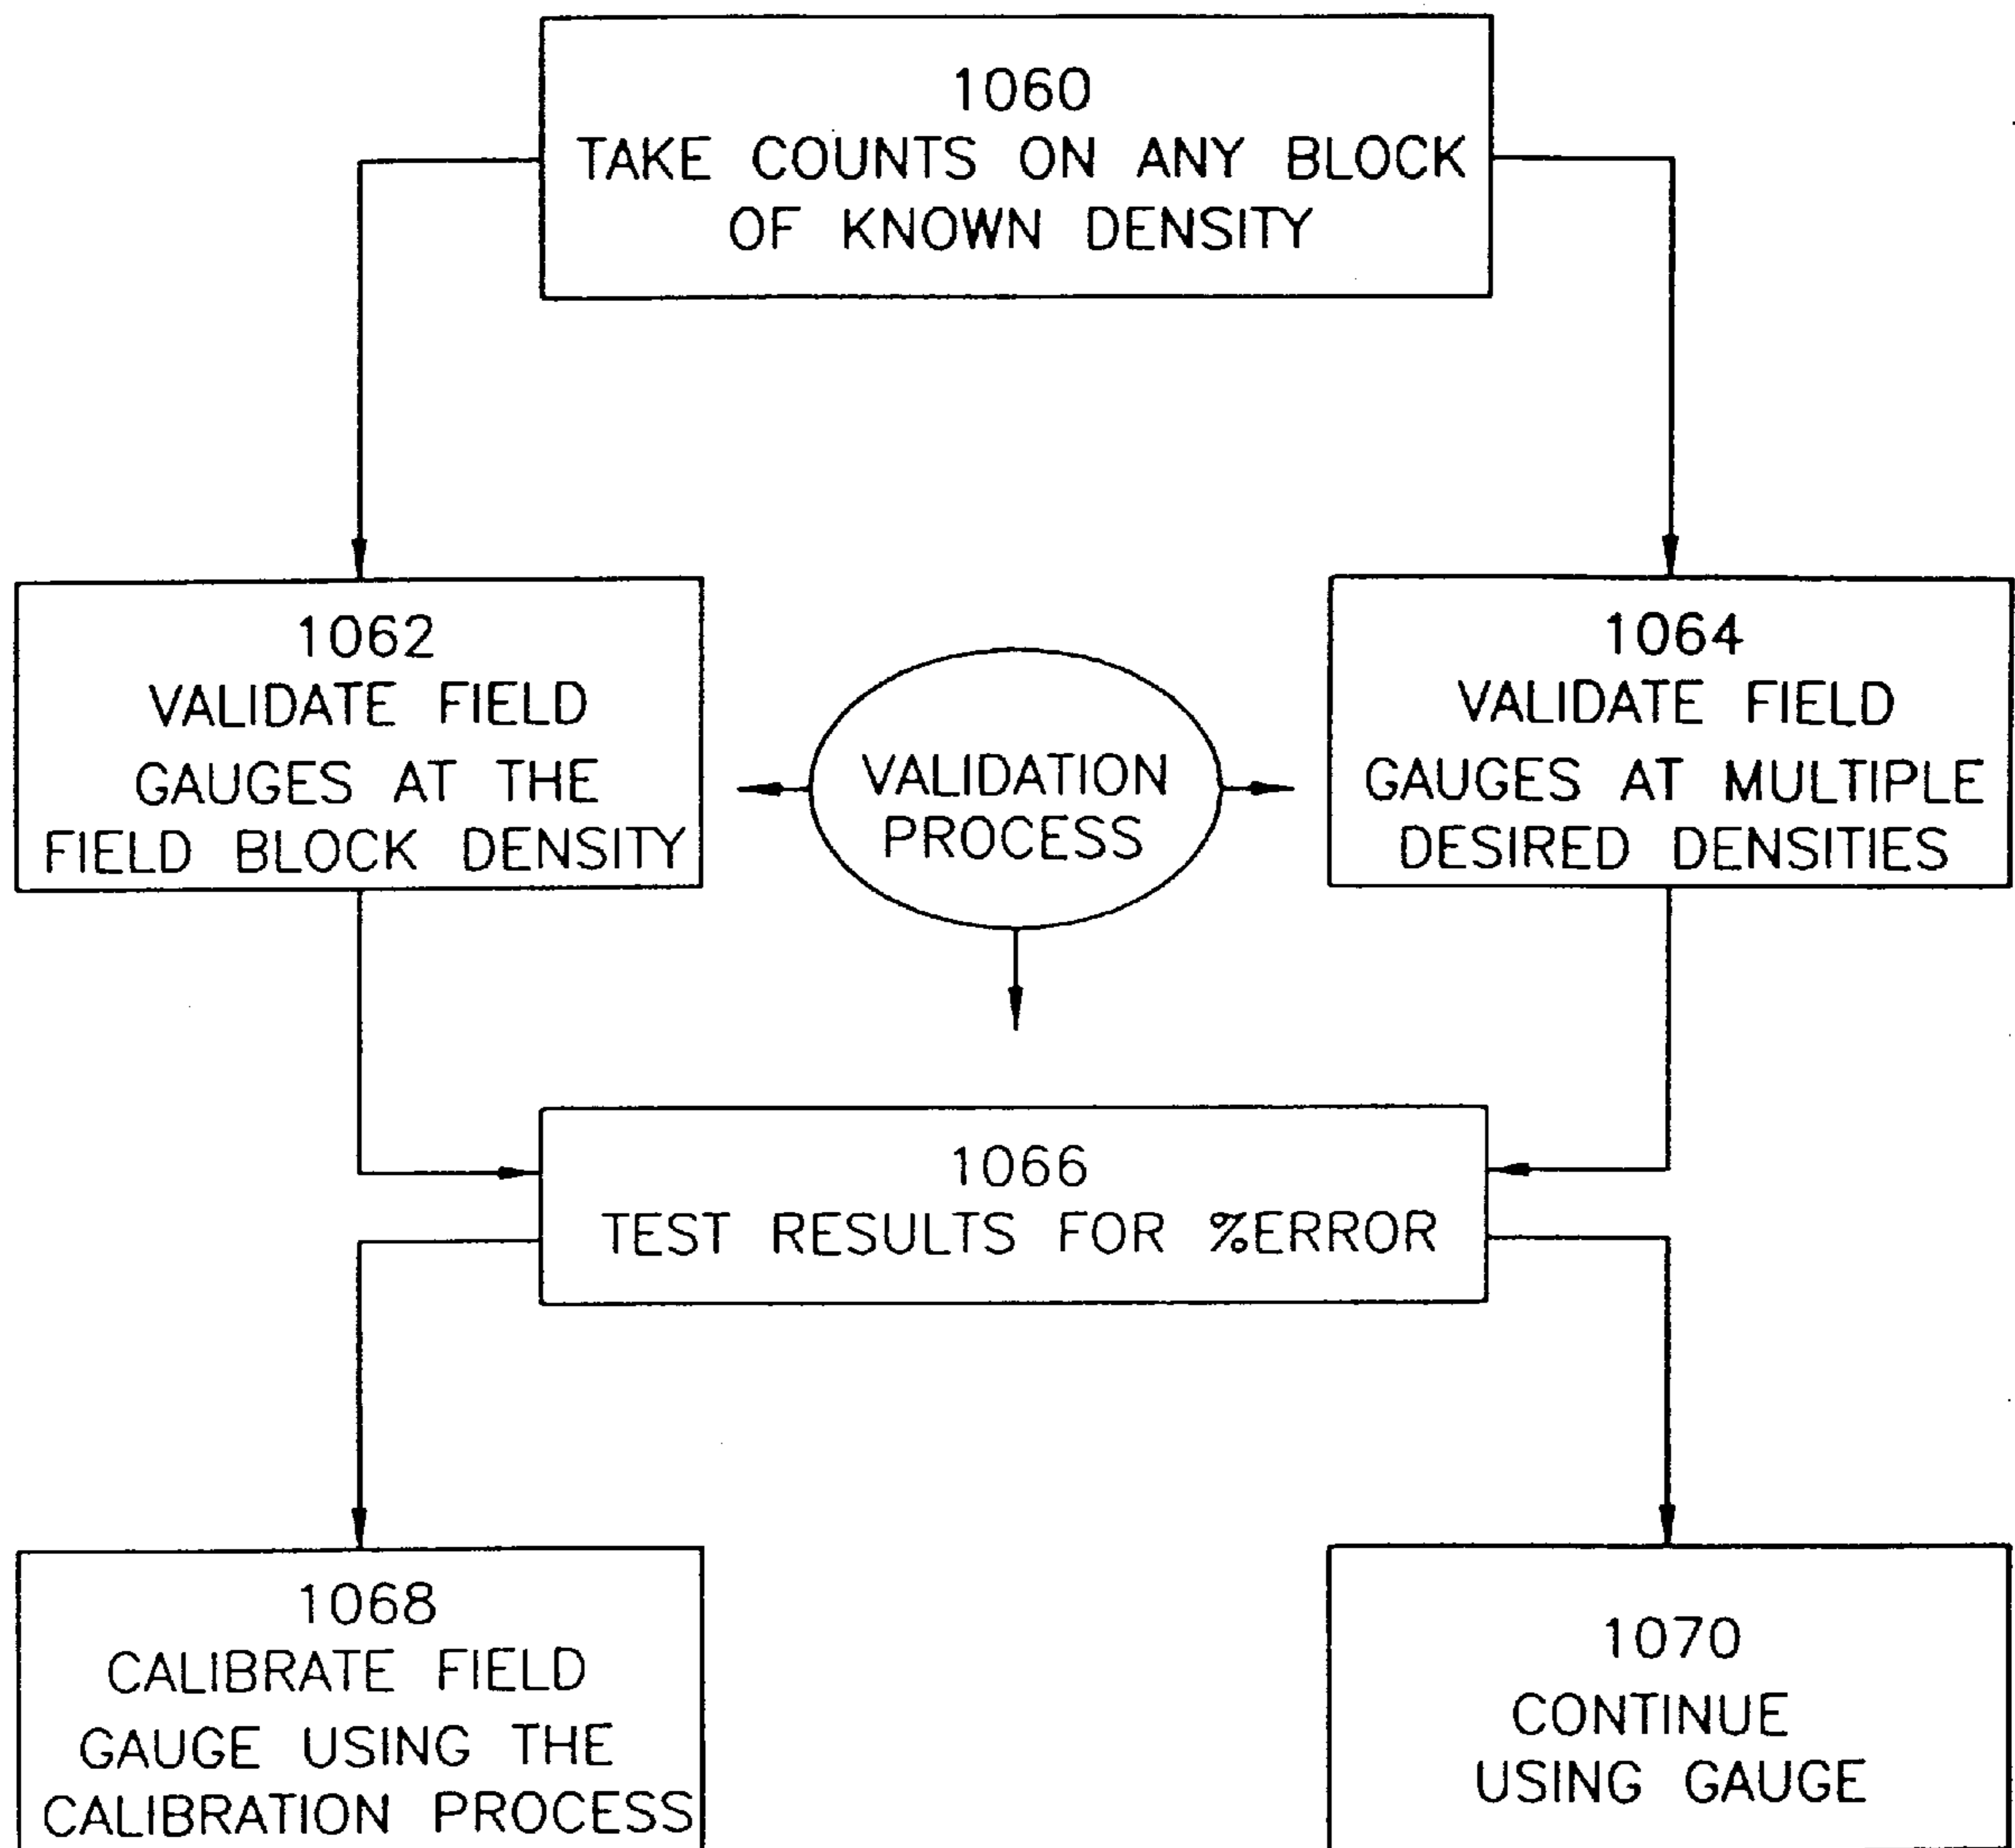 1060
TAKE COUNTS ON ANY BLOCK
OF KNOWN DENSITY
1062
VALIDATE FIELD
GAUGES AT THE
FIELD BLOCK DENSITY
VALIDATION
PROCESS
1064
VALIDATE FIELD
GAUGES AT MULTIPLE
DESIRED DENSITIES
1066
TEST RESULTS FOR %ERROR
1068
CALIBRATE FIELD
GAUGE USING THE
CALIBRATION PROCESS
1070
CONTINUE
USING GAUGE